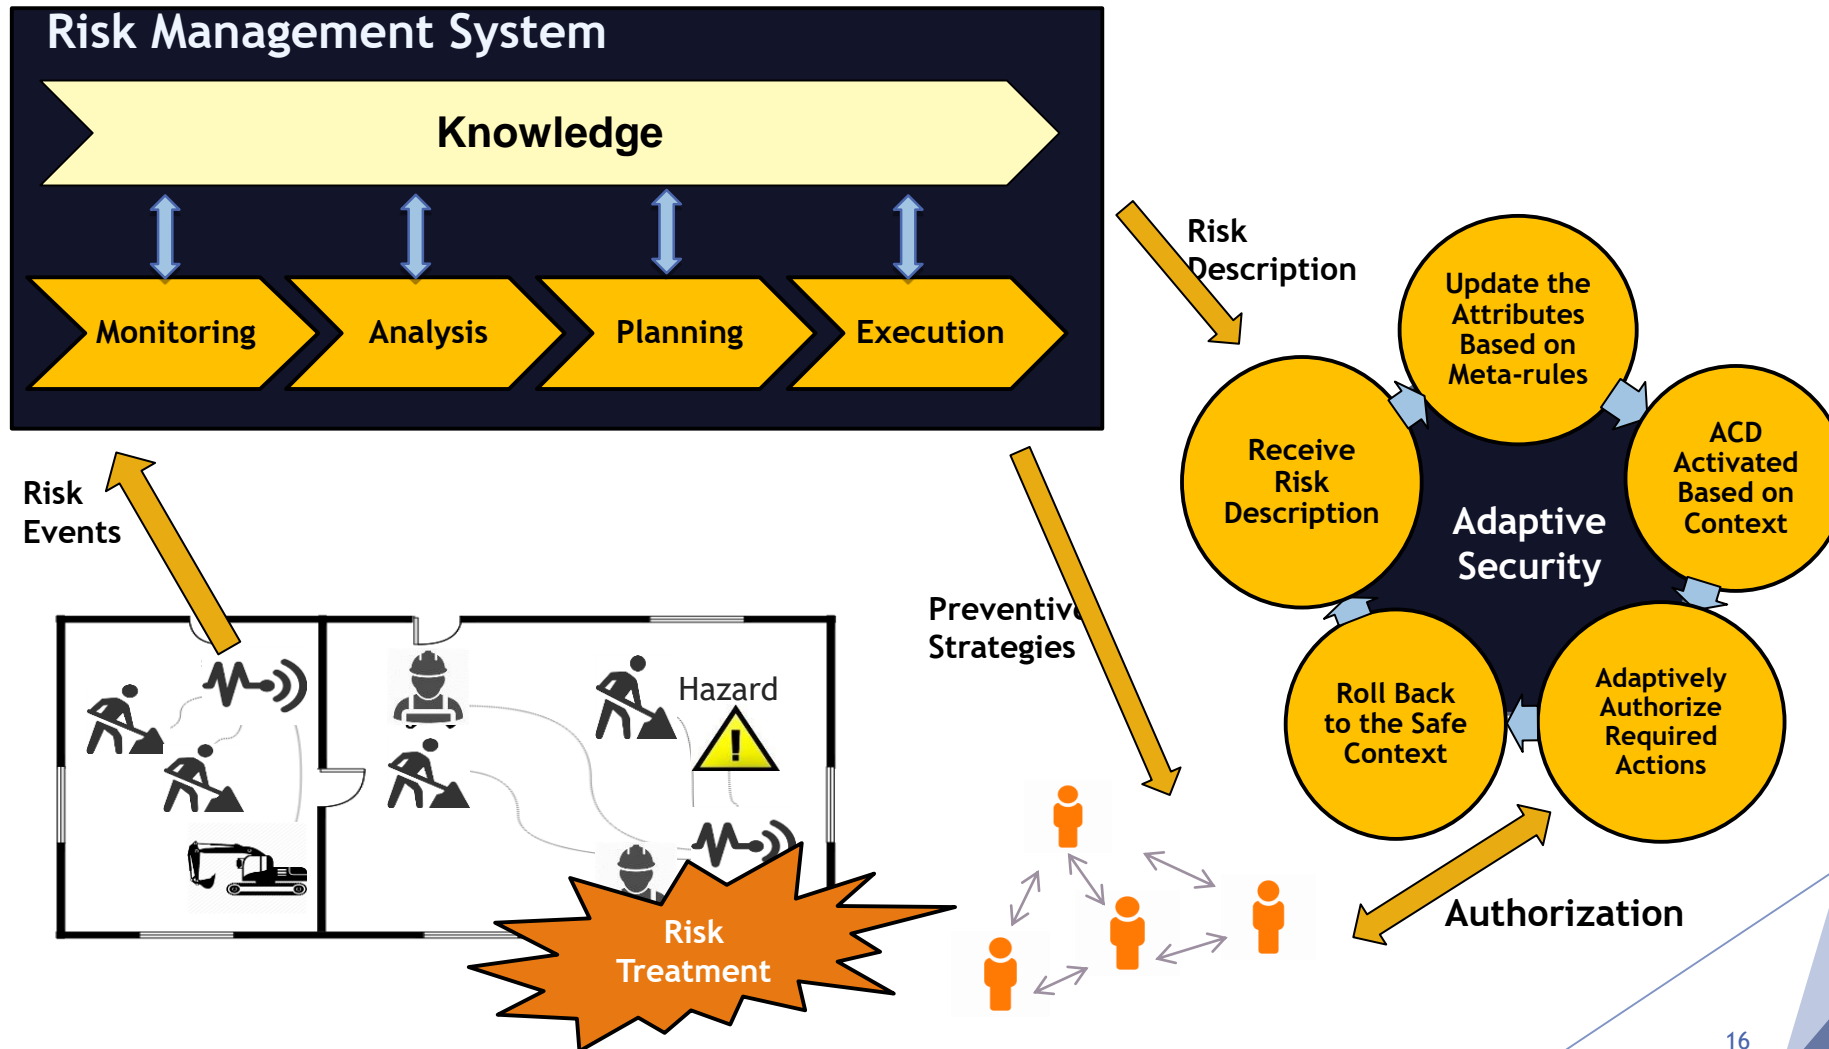 Risk Management System
Knowledge
Monitoring
Analysis
Planning
Execution
Risk
Description
Update the
Attributes
Based on
Meta-rules
Receive
Risk
Description
ACD
Activated
Based on
Context
Adaptive
Security
Risk
Events
Preventive
Strategies
Roll Back
to the Safe
Context
Adaptively
Authorize
Required
Actions
Hazard
Risk
Treatment
Authorization
16